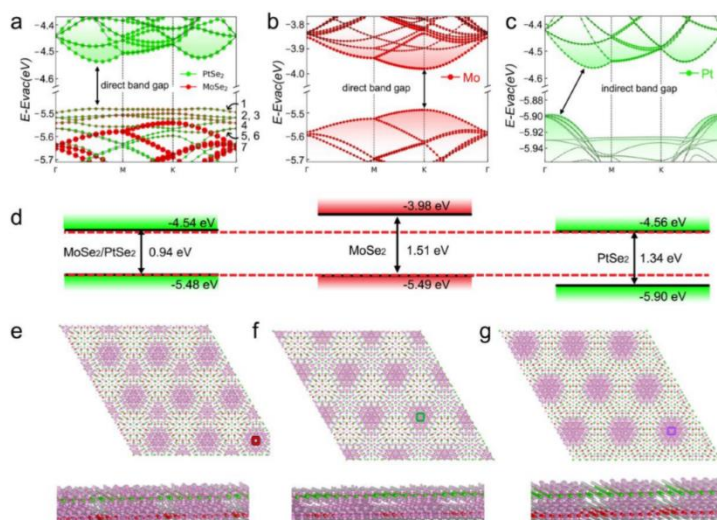 a
b
c
-4.4
-4.5
-4.6
-5.5
-5.6
-5.7
E-Evac(eV)
direct band gap
PtSe₂
MoSe₂
1
2, 3
4
5, 6
7
Γ M K Γ
-3.8
-3.9
-4.0
-5.5
-5.6
-5.7
E-Evac(eV)
direct band gap
Mo
Γ M K Γ
-4.4
-4.5
-4.6
-5.88
-5.90
-5.92
-5.94
E-Evac(eV)
indirect band gap
Pt
Γ M K Γ
d
-4.54 eV
MoSe₂/PtSe₂ 0.94 eV
-5.48 eV
-3.98 eV
MoSe₂ 1.51 eV
-5.49 eV
-4.56 eV
PtSe₂ 1.34 eV
-5.90 eV
e
f
g